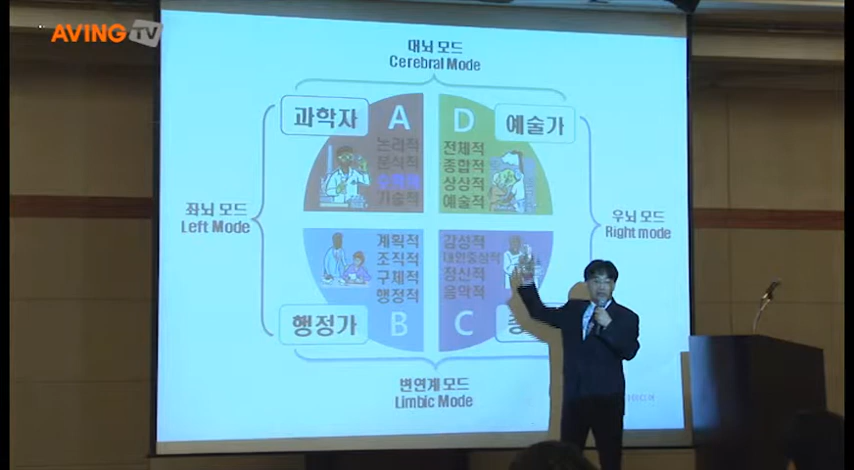 AVING TV
대뇌 모드
Cerebral Mode
과학자
A
D
예술가
논리적
분석적
수학적
기술적
전체적
종합적
상상적
예술적
좌뇌 모드
Left Mode
우뇌 모드
Right mode
계획적
조직적
구체적
행정적
감성적
정신적
음악적
행정가
B
C
변연계 모드
Limbic Mode